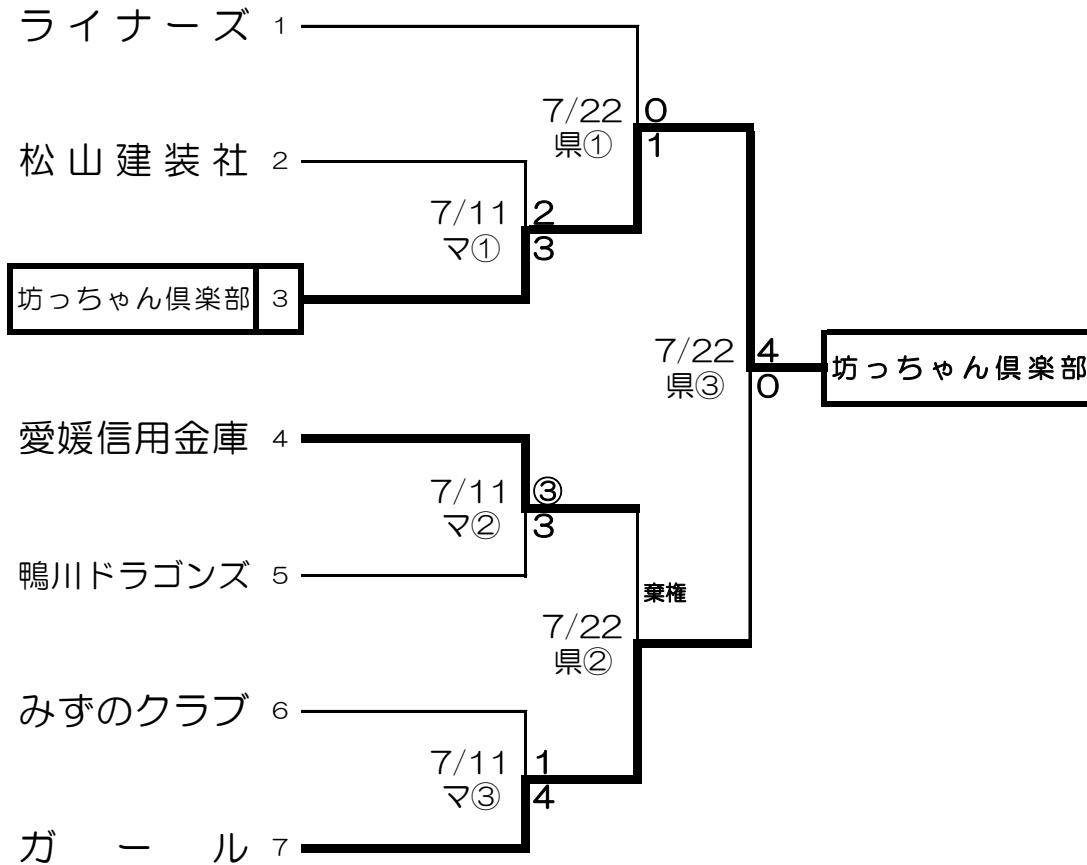 ライナーズ 1
7/22 0
県① 1
松山建装社 2
7/11 2
マ① 3
坊っちゃん倶楽部 3
7/22 4
県③ 0
坊っちゃん倶楽部
愛媛信用金庫 4
7/11 ③
マ② 3
鴨川ドラゴンズ 5
棄権
7/22
県②
みずのクラブ 6
7/11 1
マ③ 4
ガール 7